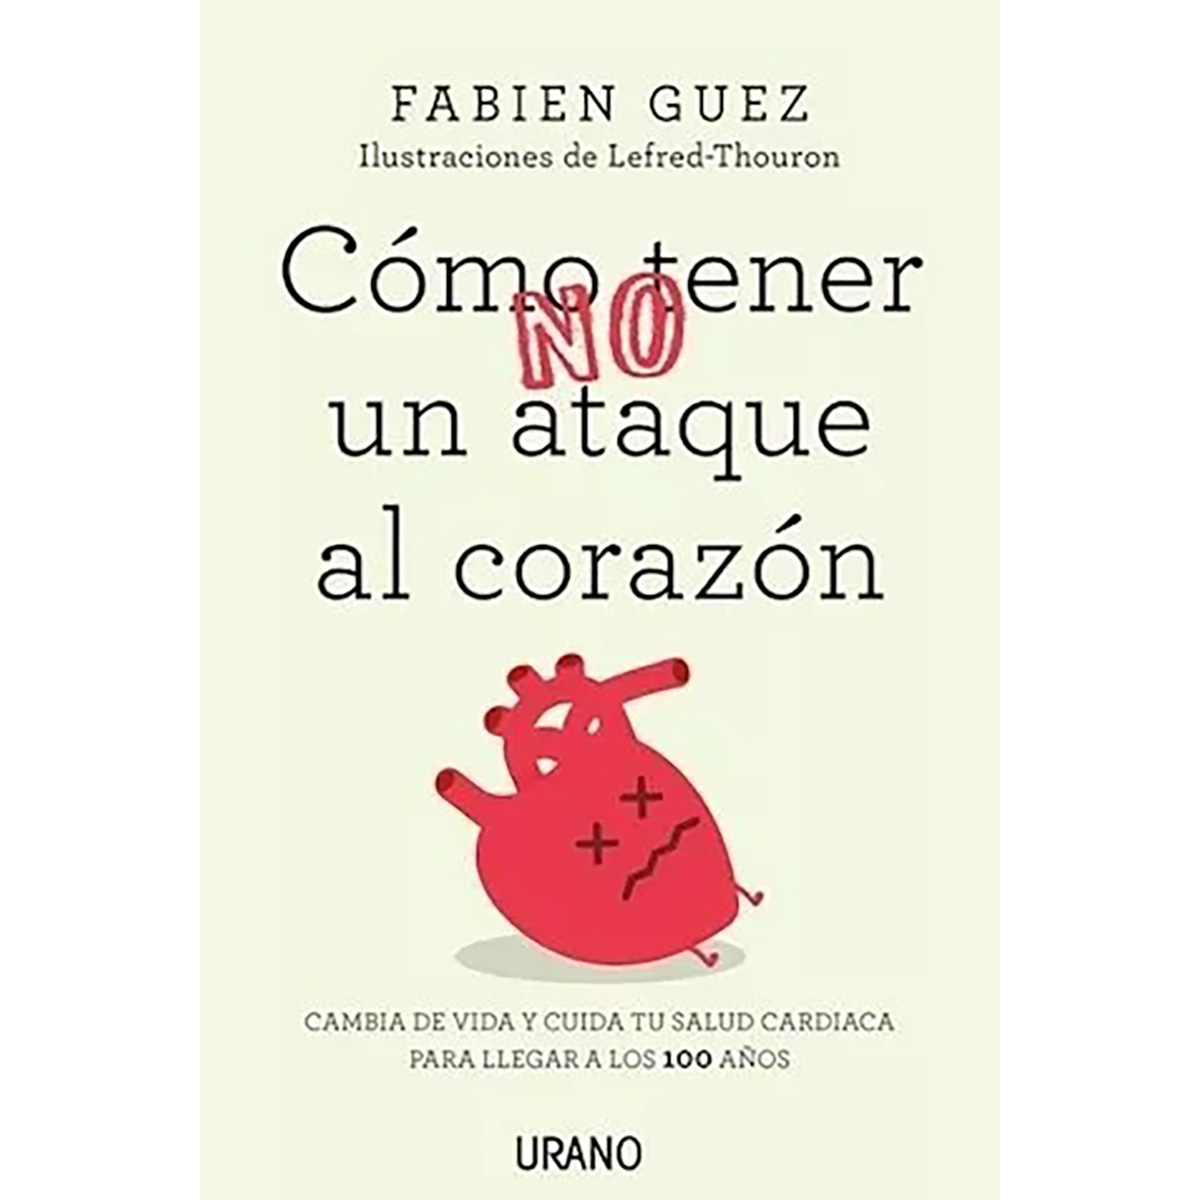 FABIEN GUEZ
Ilustraciones de Lefred-Thouron
Cómo tener
NO
un ataque
al corazón
CAMBIA DE VIDA Y CUIDA TU SALUD CARDIACA
PARA LLEGAR A LOS 100 AÑOS
URANO